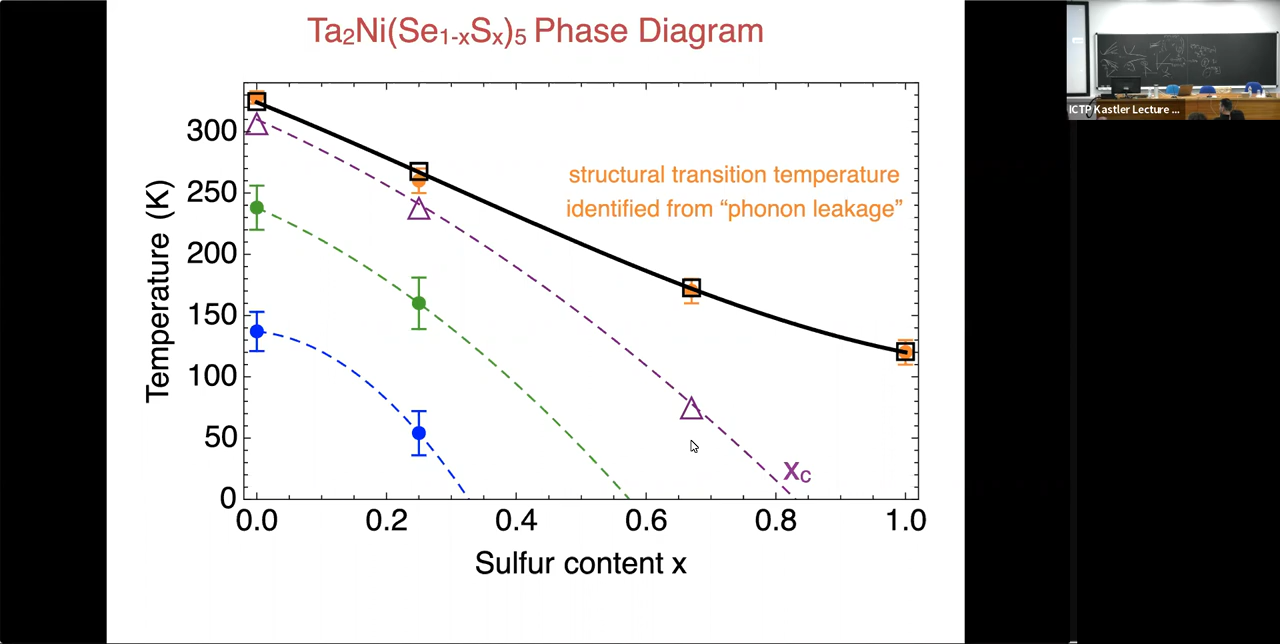 Ta₂Ni(Se₁₋ₓSₓ)₅ Phase Diagram
ICTP Kastler Lecture ...
structural transition temperature
identified from “phonon leakage”
Temperature (K)
300
250
200
150
100
50
0
X_C
0.0 0.2 0.4 0.6 0.8 1.0
Sulfur content x